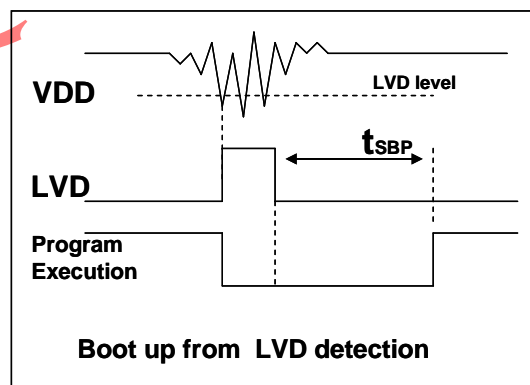 LVD level
VDD
tSBP
LVD
Program
Execution
Boot up from LVD detection